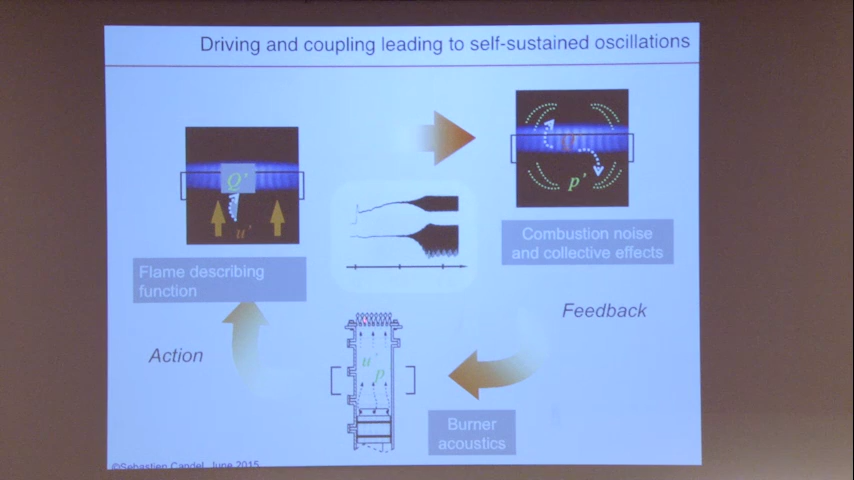 Driving and coupling leading to self-sustained oscillations
Q'
u'
Flame describing
function
p'
Combustion noise
and collective effects
Feedback
Action
u'
p
Burner
acoustics
©Sebastien Candel, June 2015